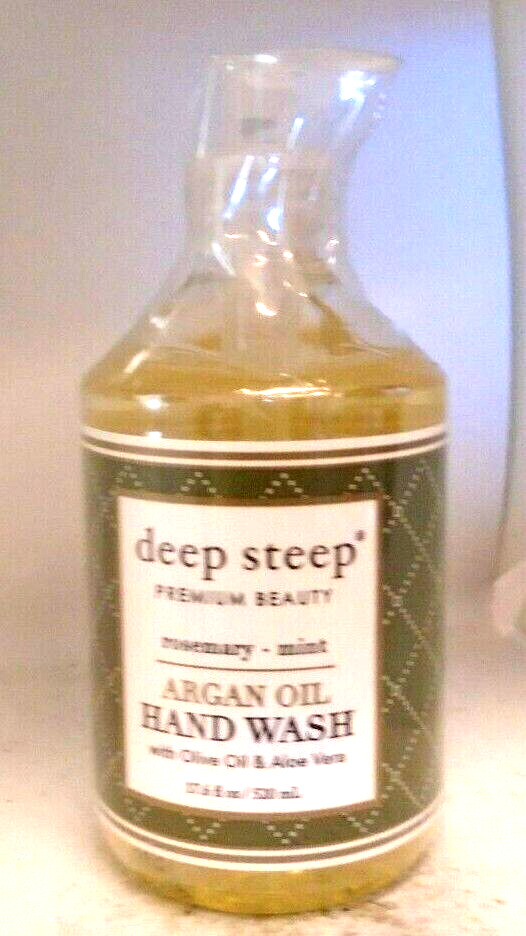 deep steep®
PREMIUM BEAUTY
rosemary - mint
ARGAN OIL
HAND WASH
with Olive Oil & Aloe Vera
17.6 fl oz / 520 mL